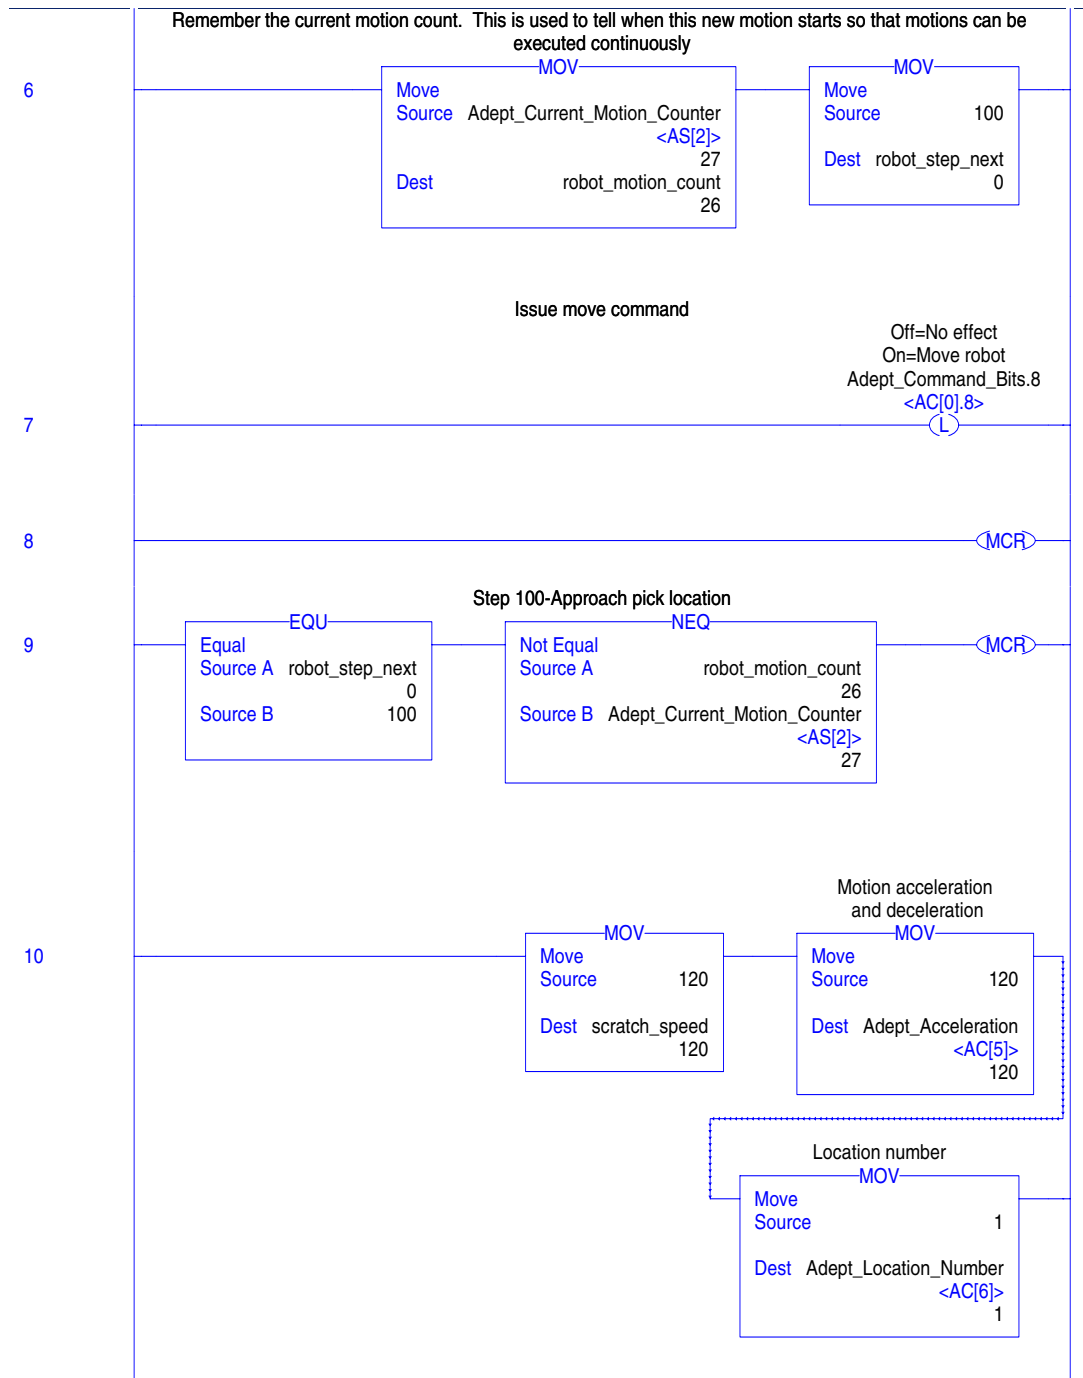 Remember the current motion count.  This is used to tell when this new motion starts so that motions can be
executed continuously
6
MOV
Move
Source Adept_Current_Motion_Counter
<AS[2]>
27
Dest robot_motion_count
26
MOV
Move
Source 100
Dest robot_step_next
0
Issue move command
Off=No effect
On=Move robot
Adept_Command_Bits.8
<AC[0].8>
7
L
8
MCR
Step 100-Approach pick location
9
EQU
Equal
Source A robot_step_next
0
Source B 100
NEQ
Not Equal
Source A robot_motion_count
26
Source B Adept_Current_Motion_Counter
<AS[2]>
27
MCR
10
MOV
Move
Source 120
Dest scratch_speed
120
Motion acceleration
and deceleration
MOV
Move
Source 120
Dest Adept_Acceleration
<AC[5]>
120
Location number
MOV
Move
Source 1
Dest Adept_Location_Number
<AC[6]>
1